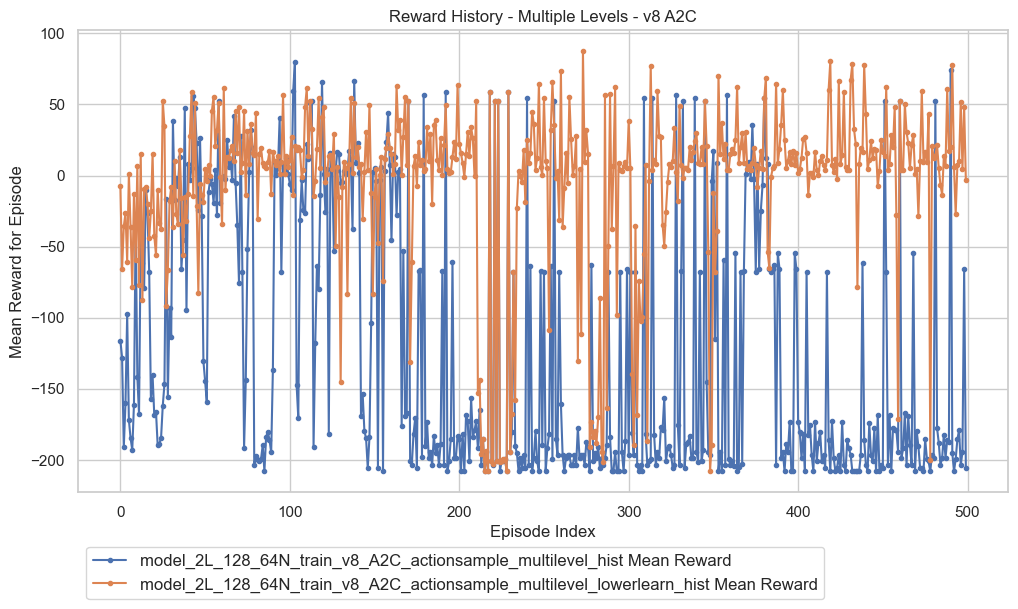 Reward History - Multiple Levels - v8 A2C
Mean Reward for Episode
100
50
0
−50
−100
−150
−200
0 100 200 300 400 500
Episode Index
model_2L_128_64N_train_v8_A2C_actionsample_multilevel_hist Mean Reward
model_2L_128_64N_train_v8_A2C_actionsample_multilevel_lowerlearn_hist Mean Reward